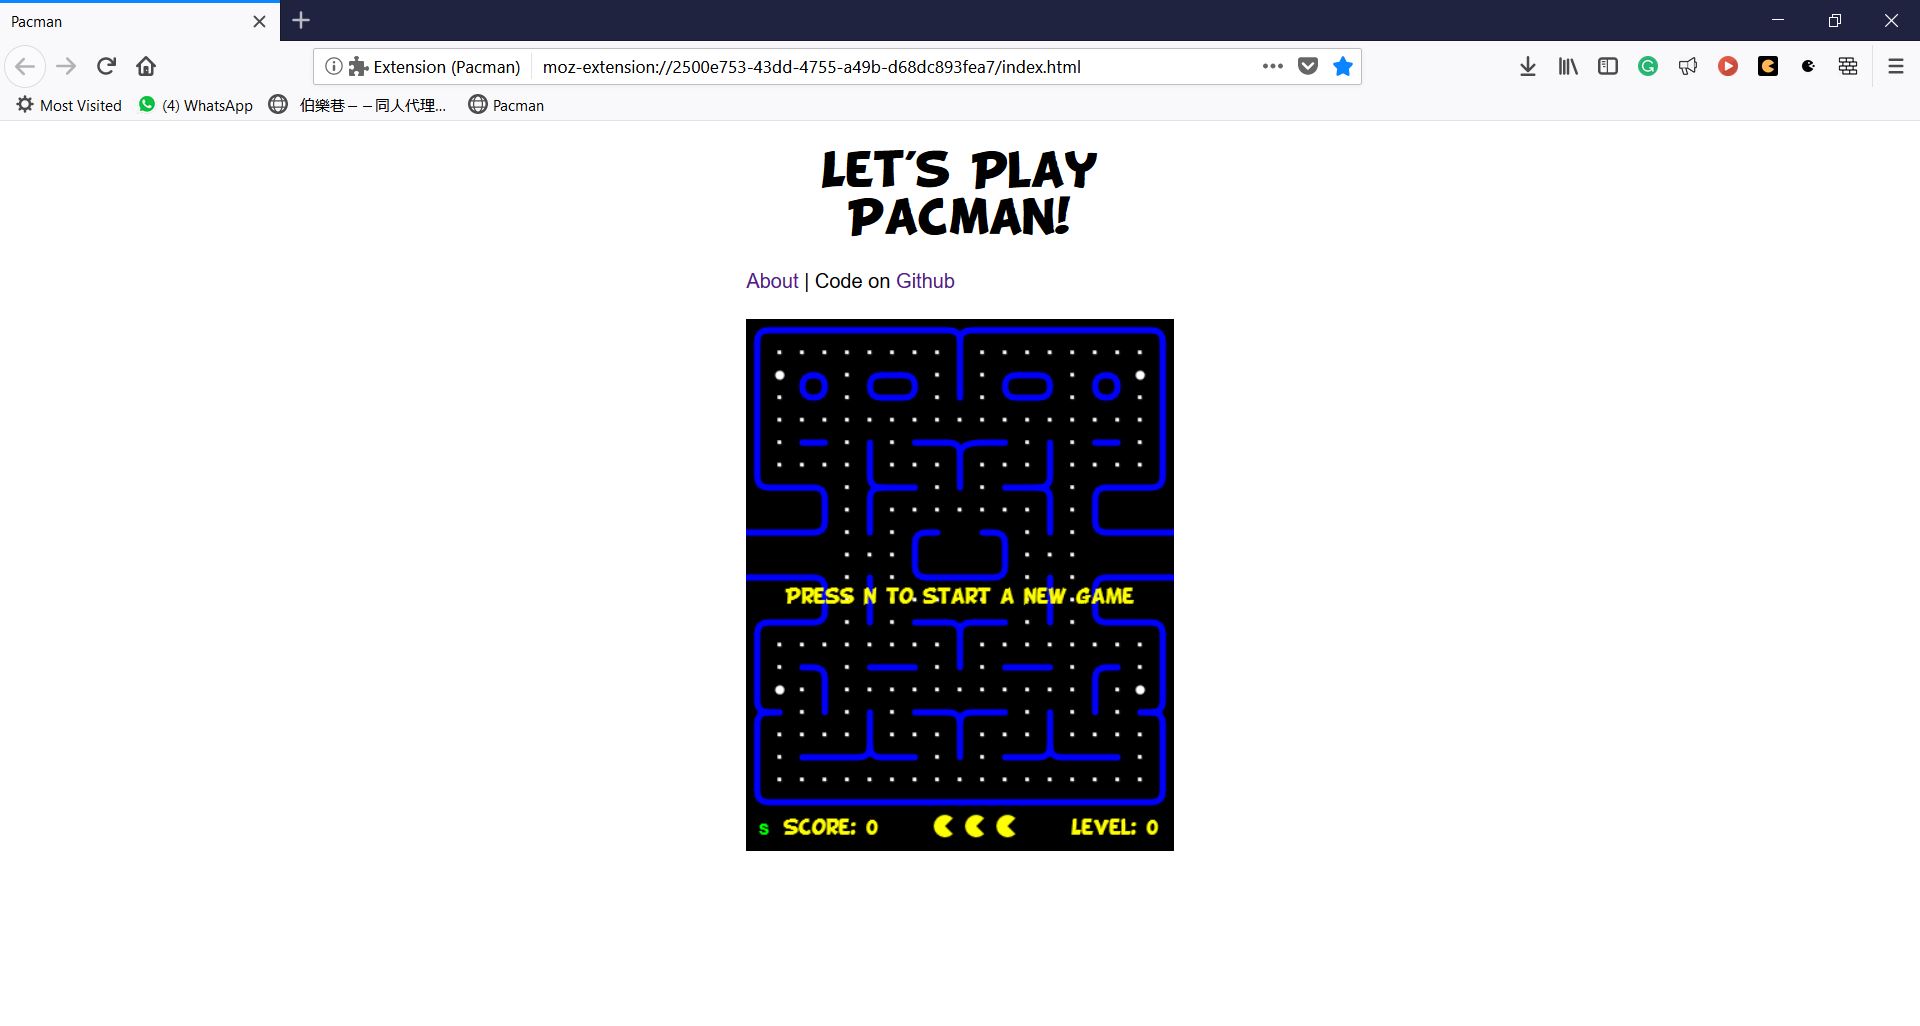 Pacman
Extension (Pacman) moz-extension://2500e753-43dd-4755-a49b-d68dc893fea7/index.html
Most Visited (4) WhatsApp 伯樂巷－－同人代理... Pacman
LET'S PLAY
PACMAN!
About | Code on Github
PRESS N TO START A NEW GAME
s SCORE: 0 LEVEL: 0